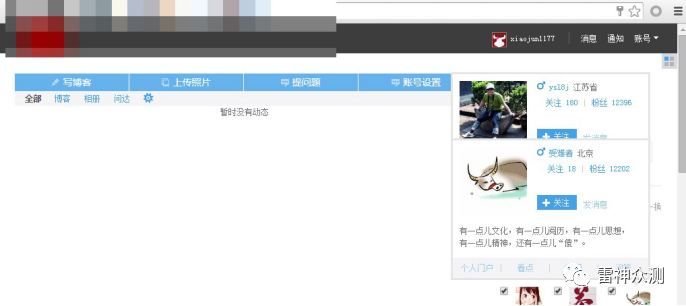 xiaojun1177 消息 通知 账号
写博客 上传照片 提问题 账号设置
全部 博客 相册 问达
暂时没有动态
ysl8j 江苏省
关注 180 | 粉丝 12396
关注 发消息
受雄者 北京
关注 18 | 粉丝 12202
关注 发消息
有一点儿文化，有一点儿阅历，有一点儿思想，
有一点儿精神，还有一点儿“傻”。
个人门户 看点
雷神众测